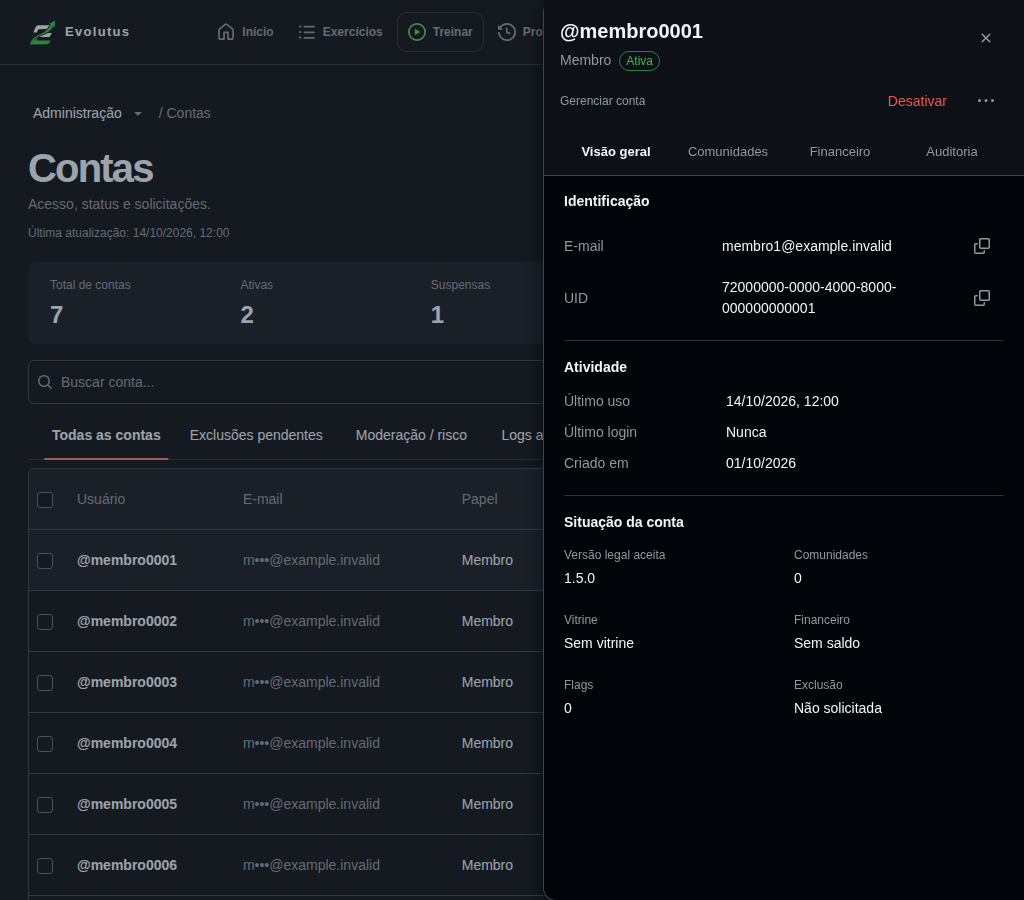 Evolutus
Início
Exercícios
Treinar
Administração
/ Contas
Contas
Acesso, status e solicitações.
Última atualização: 14/10/2026, 12:00
Total de contas
7
Ativas
2
Suspensas
1
Buscar conta...
Todas as contas
Exclusões pendentes
Moderação / risco
Logs
Usuário E-mail Papel
@membro0001 m•••@example.invalid Membro
@membro0002 m•••@example.invalid Membro
@membro0003 m•••@example.invalid Membro
@membro0004 m•••@example.invalid Membro
@membro0005 m•••@example.invalid Membro
@membro0006 m•••@example.invalid Membro
@membro0001
Membro Ativa
Gerenciar conta
Desativar
Visão geral
Comunidades
Financeiro
Auditoria
Identificação
E-mail membro1@example.invalid
UID 72000000-0000-4000-8000-
000000000001
Atividade
Último uso 14/10/2026, 12:00
Último login Nunca
Criado em 01/10/2026
Situação da conta
Versão legal aceita
1.5.0
Comunidades
0
Vitrine
Sem vitrine
Financeiro
Sem saldo
Flags
0
Exclusão
Não solicitada